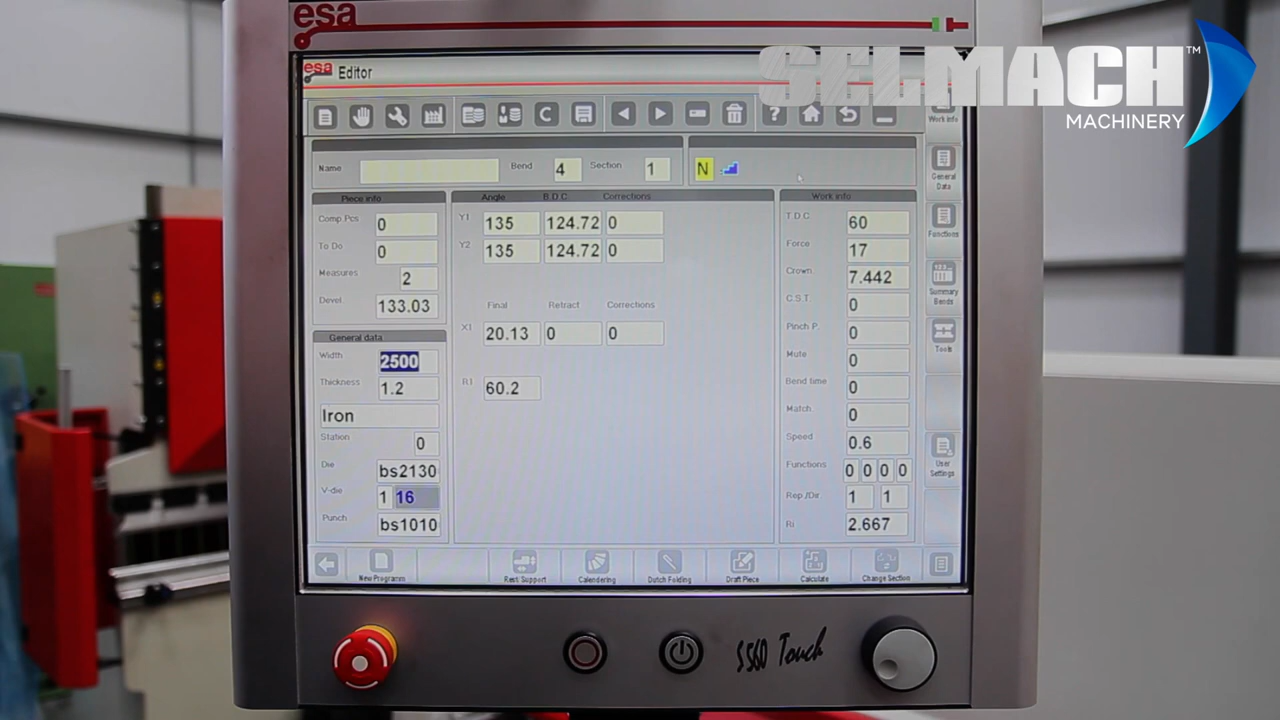 esa
SELMACH™
MACHINERY
esa Editor
Work info
Name Bend 4 Section 1 N
Piece info
Comp.Pcs 0
To Do 0
Measures 2
Devel. 133.03
General data
Width 2500
Thickness 1.2
Iron
Station 0
Die bs2130
V-die 1 16
Punch bs1010
Angle B.D.C. Corrections
Y1 135 124.72 0
Y2 135 124.72 0
Final Retract Corrections
X1 20.13 0 0
R1 60.2
Work info
T.D.C 60
Force 17
Crown 7.442
C.S.T. 0
Pinch P. 0
Mute 0
Bend time 0
Match 0
Speed 0.6
Functions 0 0 0 0
Rep./Dir. 1 1
Ri 2.667
General
Data
Functions
Summary
Bends
Tools
User
Settings
New Programm Rest/Support Calendering Dutch Folding Draft Piece Calculate Change Section
S560 Touch